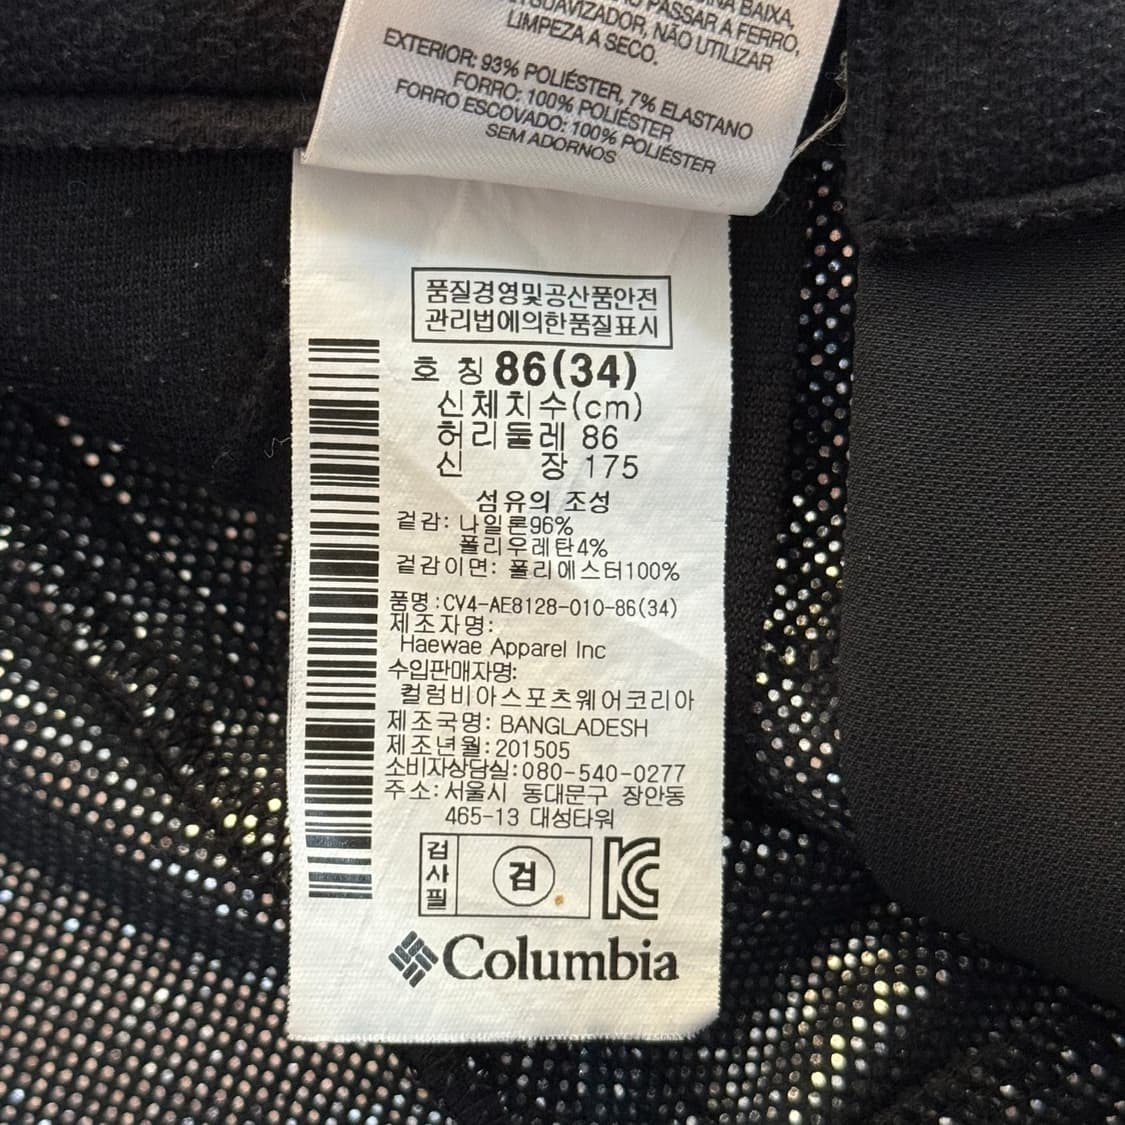 BAIXA,
PASSAR A FERRO,
NÃO UTILIZAR
LIMPEZA A SECO.
EXTERIOR: 93% POLIÉSTER, 7% ELASTANO
FORRO: 100% POLIÉSTER
FORRO ESCOVADO: 100% POLIÉSTER
SEM ADORNOS
품질경영및공산품안전
관리법에의한품질표시
호 칭 86(34)
신체치수(cm)
허리둘레 86
신 장 175
섬유의 조성
겉감: 나일론96%
폴리우레탄4%
겉감이면: 폴리에스터100%
품명:CV4-AE8128-010-86(34)
제조자명:
Haewae Apparel Inc
수입판매자명:
컬럼비아스포츠웨어코리아
제조국명: BANGLADESH
제조년월:201505
소비자상담실:080-540-0277
주소:서울시 동대문구 장안동
465-13 대성타워
검사필 검 KC
Columbia